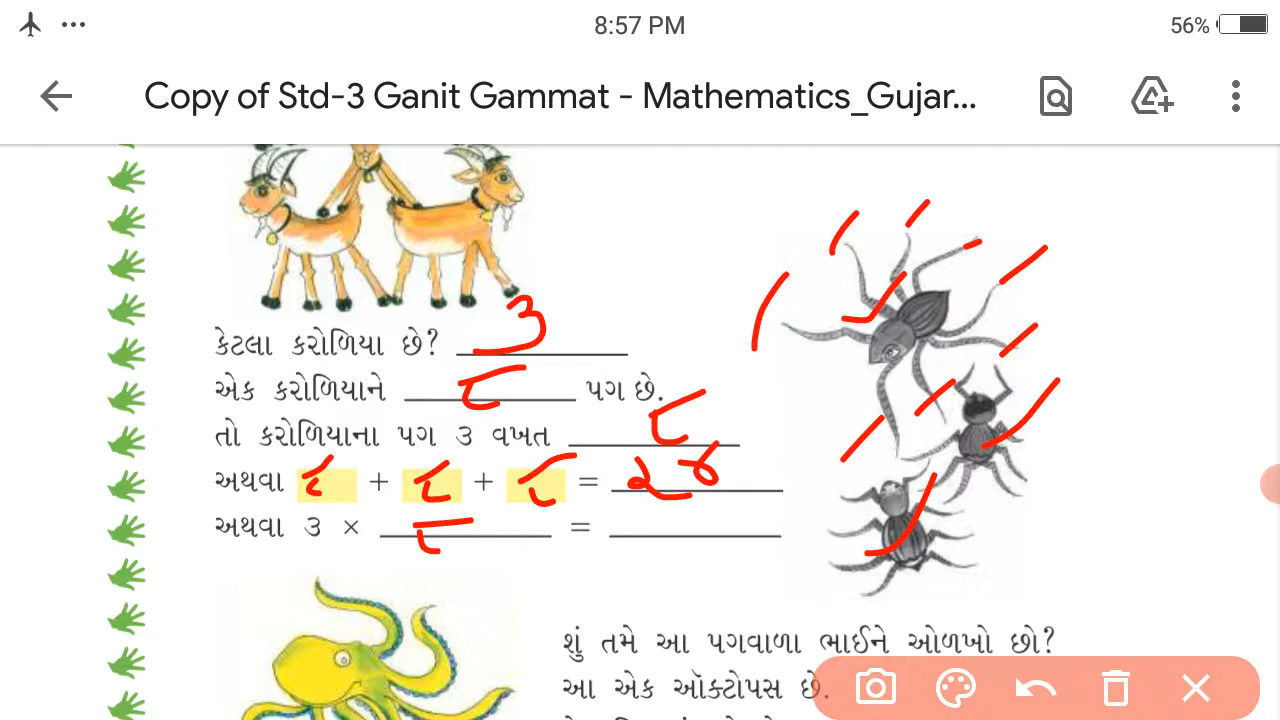 8:57 PM
56%
Copy of Std-3 Ganit Gammat - Mathematics_Gujar...
કેટલા કરોળિયા છે? ૩
એક કરોળિયાને ૮ પગ છે.
તો કરોળિયાના પગ ૩ વખત ૮
અથવા ૮ + ૮ + ૮ = ૨૪
અથવા ૩ × ૮ =
શું તમે આ પગવાળા ભાઈને ઓળખો છો?
આ એક ઑક્ટોપસ છે.